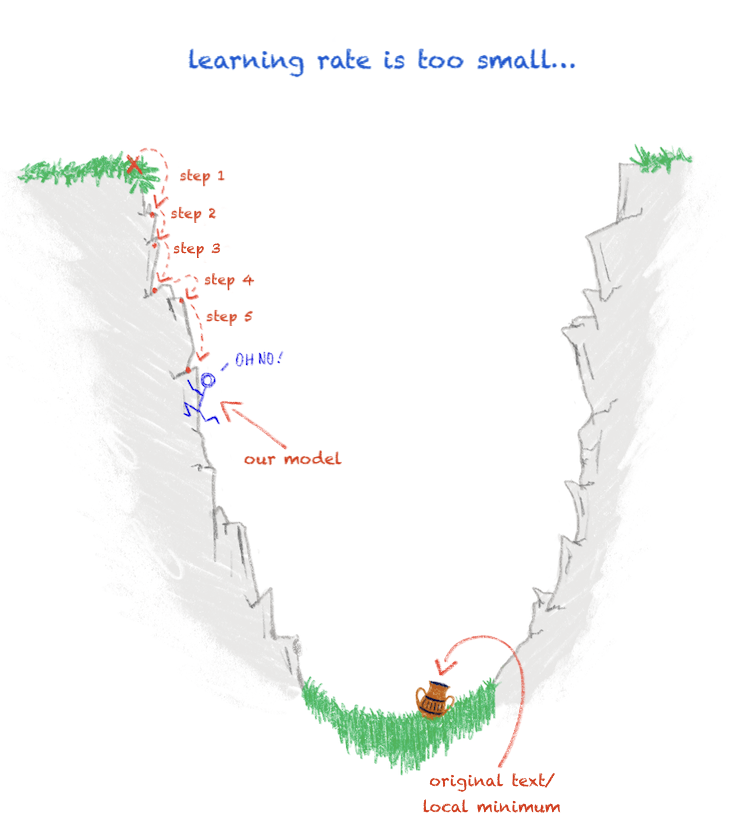 learning rate is too small...
step 1
step 2
step 3
step 4
step 5
OH NO!
our model
original text/
local minimum